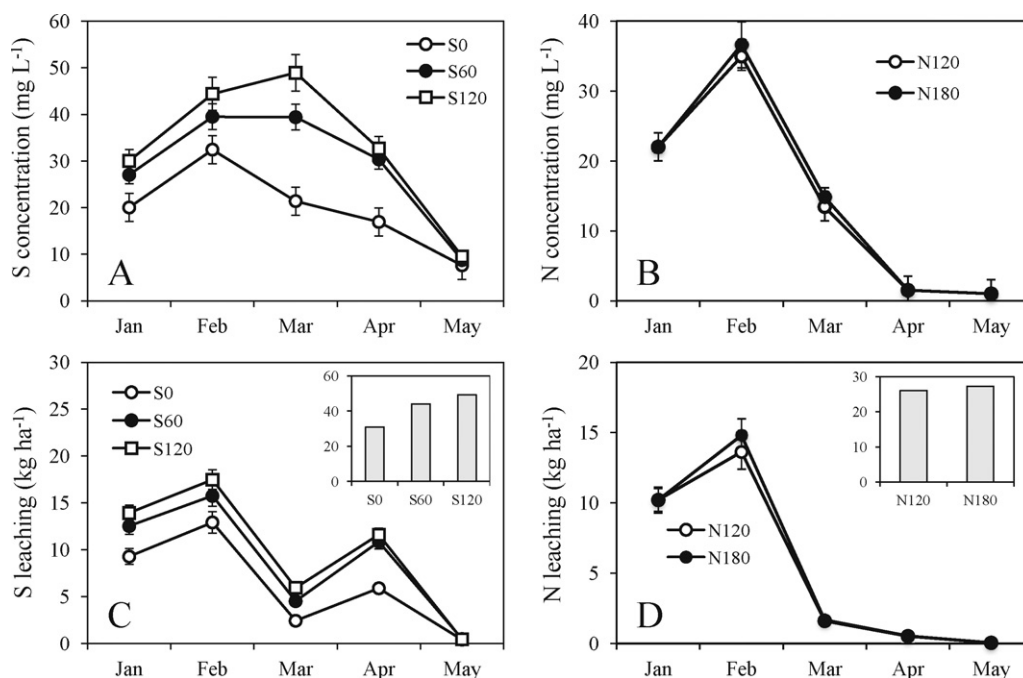 S concentration (mg L⁻¹)
60
50
40
30
20
10
0
S0
S60
S120
A
Jan Feb Mar Apr May
N concentration (mg L⁻¹)
40
30
20
10
0
N120
N180
B
Jan Feb Mar Apr May
S leaching (kg ha⁻¹)
30
25
20
15
10
5
0
S0
S60
S120
60
40
20
0
S0 S60 S120
C
Jan Feb Mar Apr May
N leaching (kg ha⁻¹)
20
15
10
5
0
30
20
10
0
N120 N180
N120
N180
D
Jan Feb Mar Apr May